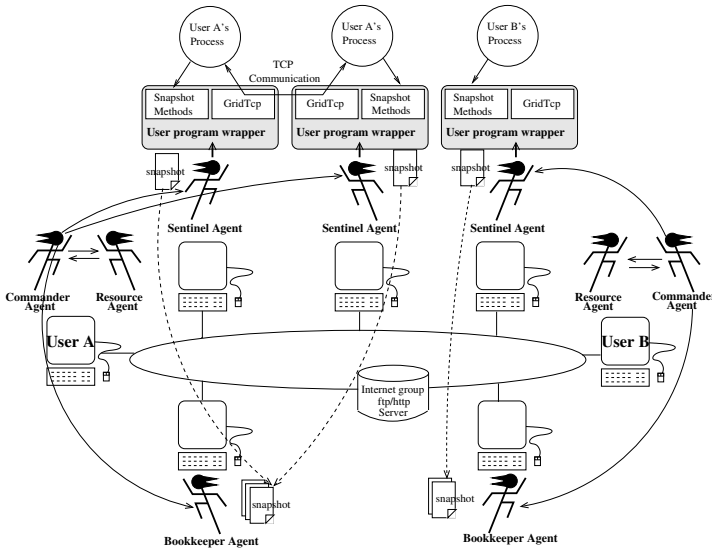 User A's
Process
User A's
Process
User B's
Process
TCP
Communication
Snapshot
Methods
GridTcp
User program wrapper
GridTcp
Snapshot
Methods
User program wrapper
Snapshot
Methods
GridTcp
User program wrapper
snapshot
snapshot
snapshot
Sentinel Agent
Sentinel Agent
Sentinel Agent
Commander
Agent
Resource
Agent
Resource
Agent
Commander
Agent
User A
User B
Internet group
ftp/http
Server
snapshot
snapshot
Bookkeeper Agent
Bookkeeper Agent